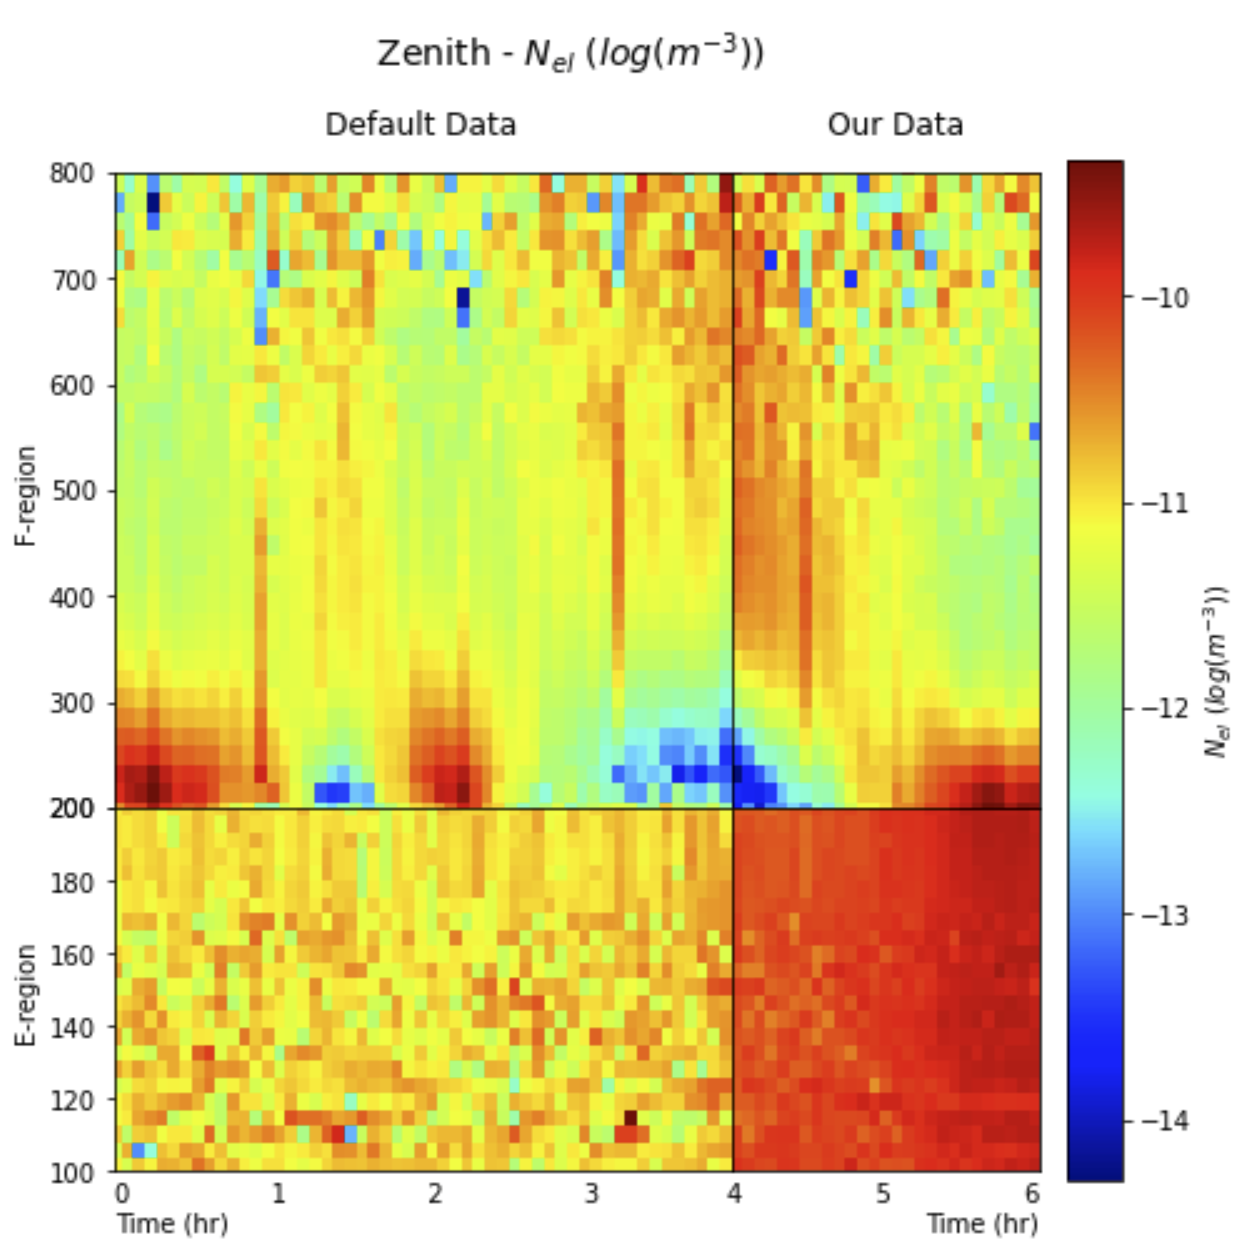 Zenith - N_el (log(m⁻³))
Default Data
Our Data
800
700
600
500
400
300
200
180
160
140
120
100
F-region
E-region
0 1 2 3 4 5 6
Time (hr)
Time (hr)
−10
−11
−12
−13
−14
N_el (log(m⁻³))